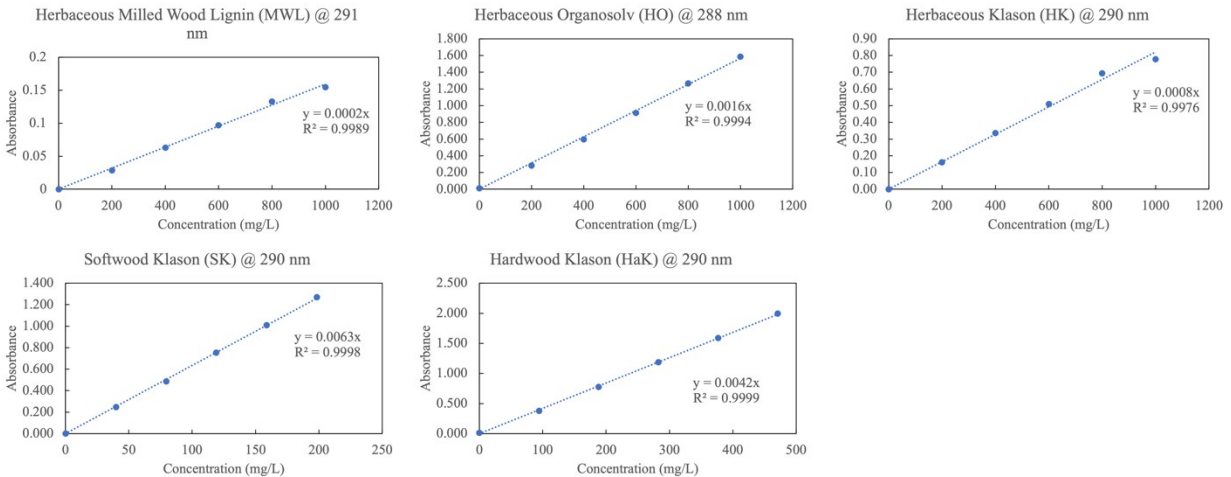 Herbaceous Milled Wood Lignin (MWL) @ 291
nm
0.2
0.15
0.1
0.05
0
Absorbance
y = 0.0002x
R² = 0.9989
0 200 400 600 800 1000 1200
Concentration (mg/L)
Herbaceous Organosolv (HO) @ 288 nm
1.800
1.600
1.400
1.200
1.000
0.800
0.600
0.400
0.200
0.000
Absorbance
y = 0.0016x
R² = 0.9994
0 200 400 600 800 1000 1200
Concentration (mg/L)
Herbaceous Klason (HK) @ 290 nm
0.90
0.80
0.70
0.60
0.50
0.40
0.30
0.20
0.10
0.00
Absorbance
y = 0.0008x
R² = 0.9976
0 200 400 600 800 1000 1200
Concentration (mg/L)
Softwood Klason (SK) @ 290 nm
1.400
1.200
1.000
0.800
0.600
0.400
0.200
0.000
Absorbance
y = 0.0063x
R² = 0.9998
0 50 100 150 200 250
Concentration (mg/L)
Hardwood Klason (HaK) @ 290 nm
2.500
2.000
1.500
1.000
0.500
0.000
Absorbance
y = 0.0042x
R² = 0.9999
0 100 200 300 400 500
Concentration (mg/L)